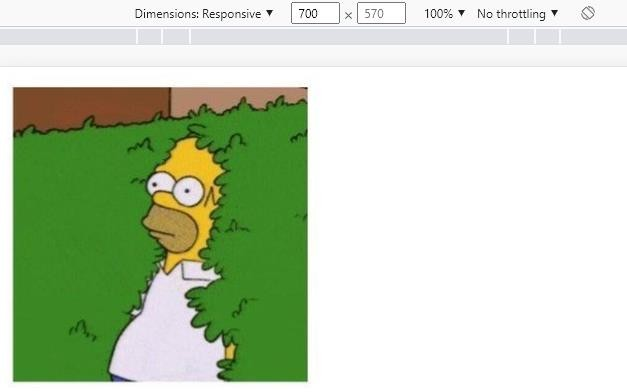 Dimensions: Responsive ▼ 700 × 570 100% ▼ No throttling ▼